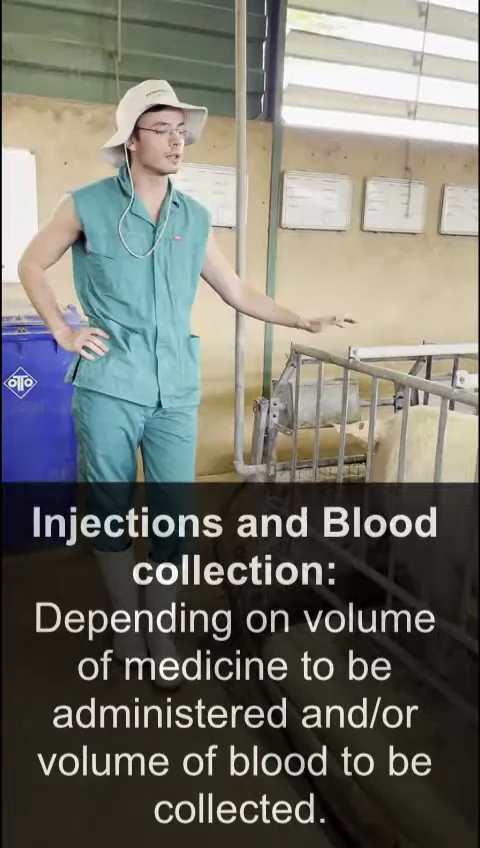 OTTO
Injections and Blood
collection:
Depending on volume
of medicine to be
administered and/or
volume of blood to be
collected.